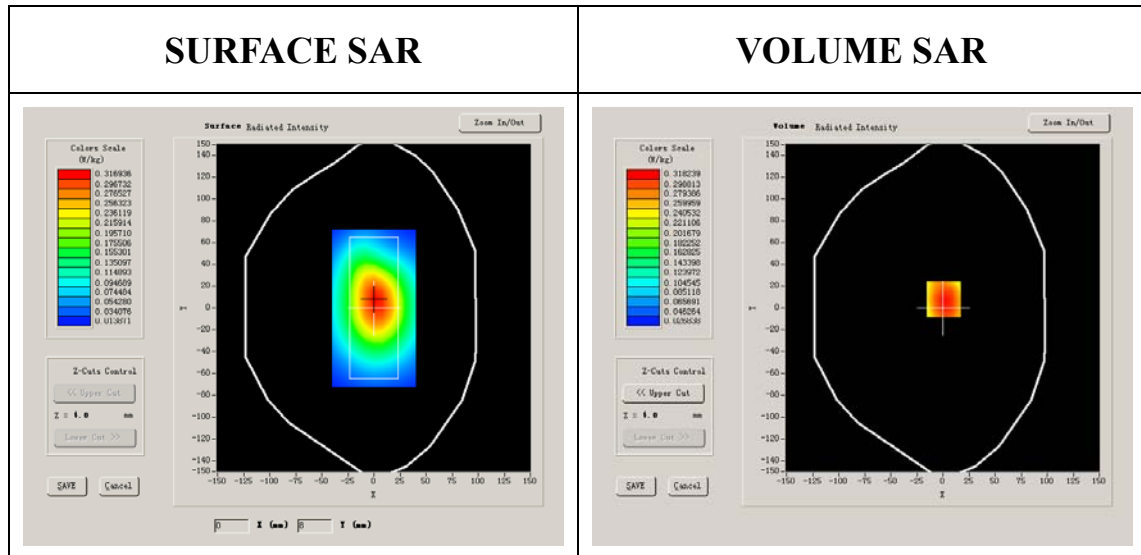 SURFACE SAR
VOLUME SAR
Surface Radiated Intensity
Zoom In/Out
Colors Scale
(W/kg)
0.316936
0.296732
0.276527
0.256323
0.236119
0.215914
0.195710
0.175506
0.155301
0.135097
0.114893
0.094689
0.074484
0.054280
0.034076
0.013871
150
140
120
100
80
60
40
20
0
-20
-40
-60
-80
-100
-120
-140
-150
Y
-150 -125 -100 -75 -50 -25 0 25 50 75 100 125 150
X
Z-Cuts Control
<< Upper Cut
Z = 4.0 mm
Lower Cut >>
SAVE Cancel
0 X (mm) 8 Y (mm)
Volume Radiated Intensity
Zoom In/Out
Colors Scale
(W/kg)
0.318239
0.298813
0.279386
0.259959
0.240532
0.221106
0.201679
0.182252
0.162825
0.143398
0.123972
0.104545
0.085118
0.065691
0.046264
150
140
120
100
80
60
40
20
0
-20
-40
-60
-80
-100
-120
-140
-150
Y
-150 -125 -100 -75 -50 -25 0 25 50 75 100 125 150
X
Z-Cuts Control
<< Upper Cut
Z = 4.0 mm
Lower Cut >>
SAVE Cancel